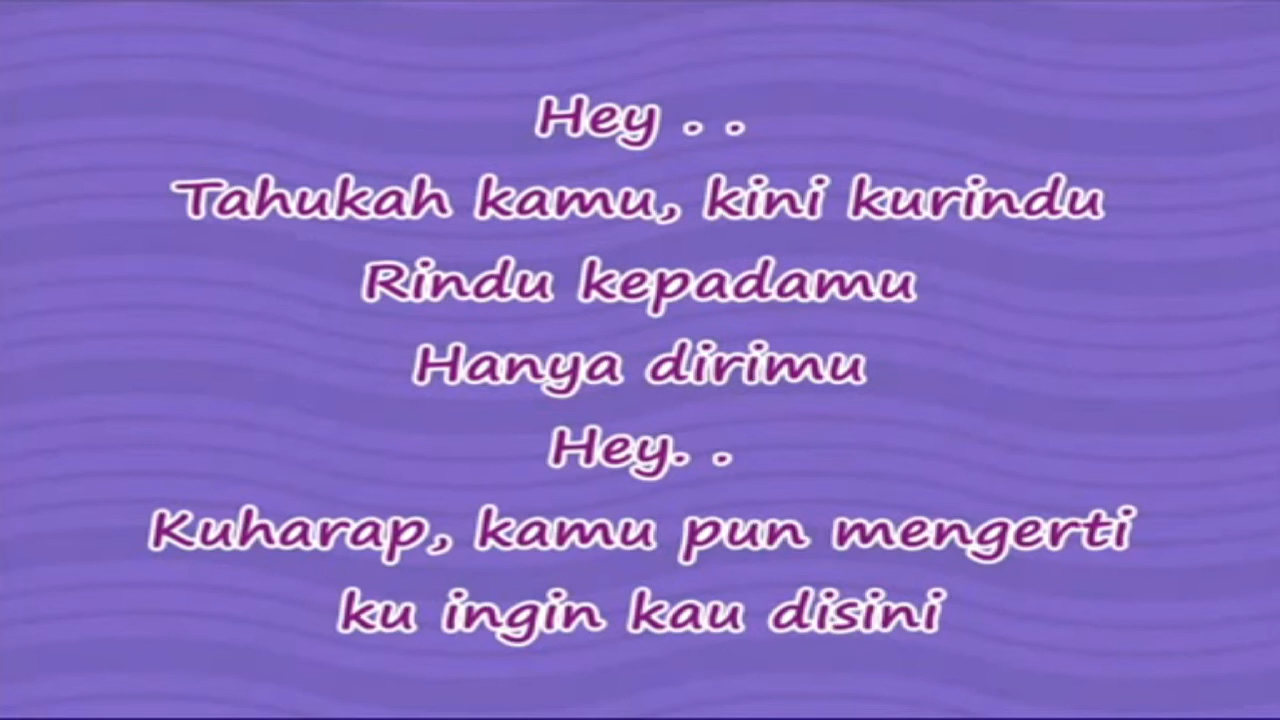 Hey . .
Tahukah kamu, kini kurindu
Rindu kepadamu
Hanya dirimu
Hey. .
Kuharap, kamu pun mengerti
ku ingin kau disini